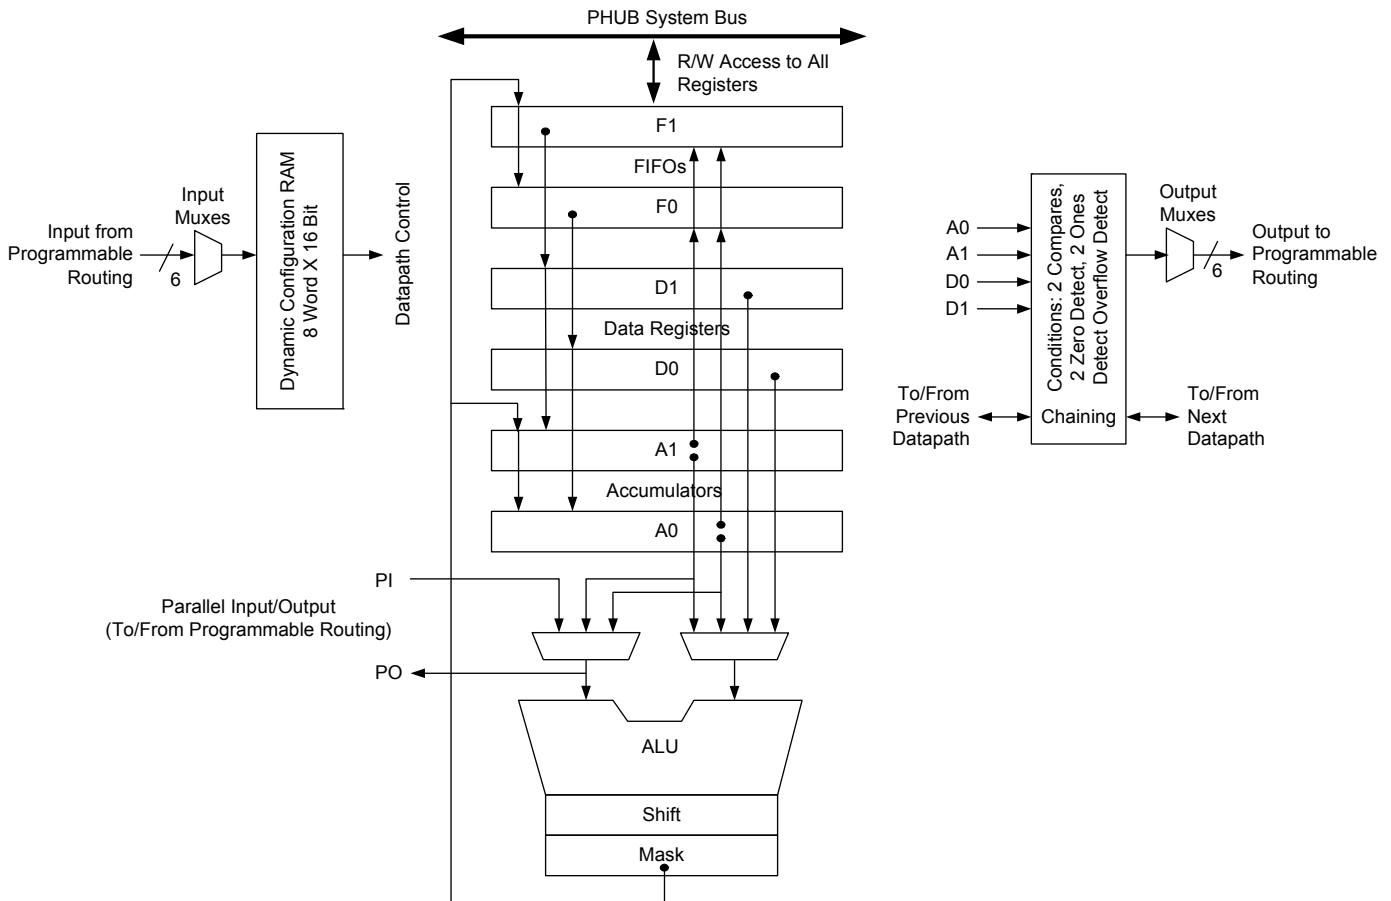 PHUB System Bus
R/W Access to All
Registers
F1
FIFOs
F0
D1
Data Registers
D0
A1
Accumulators
A0
Input from
Programmable
Routing
6
Input
Muxes
Dynamic Configuration RAM
8 Word X 16 Bit
Datapath Control
PI
Parallel Input/Output
(To/From Programmable Routing)
PO
ALU
Shift
Mask
A0
A1
D0
D1
Conditions: 2 Compares,
2 Zero Detect, 2 Ones
Detect Overflow Detect
Output
Muxes
6
Output to
Programmable
Routing
To/From
Previous
Datapath
Chaining
To/From
Next
Datapath